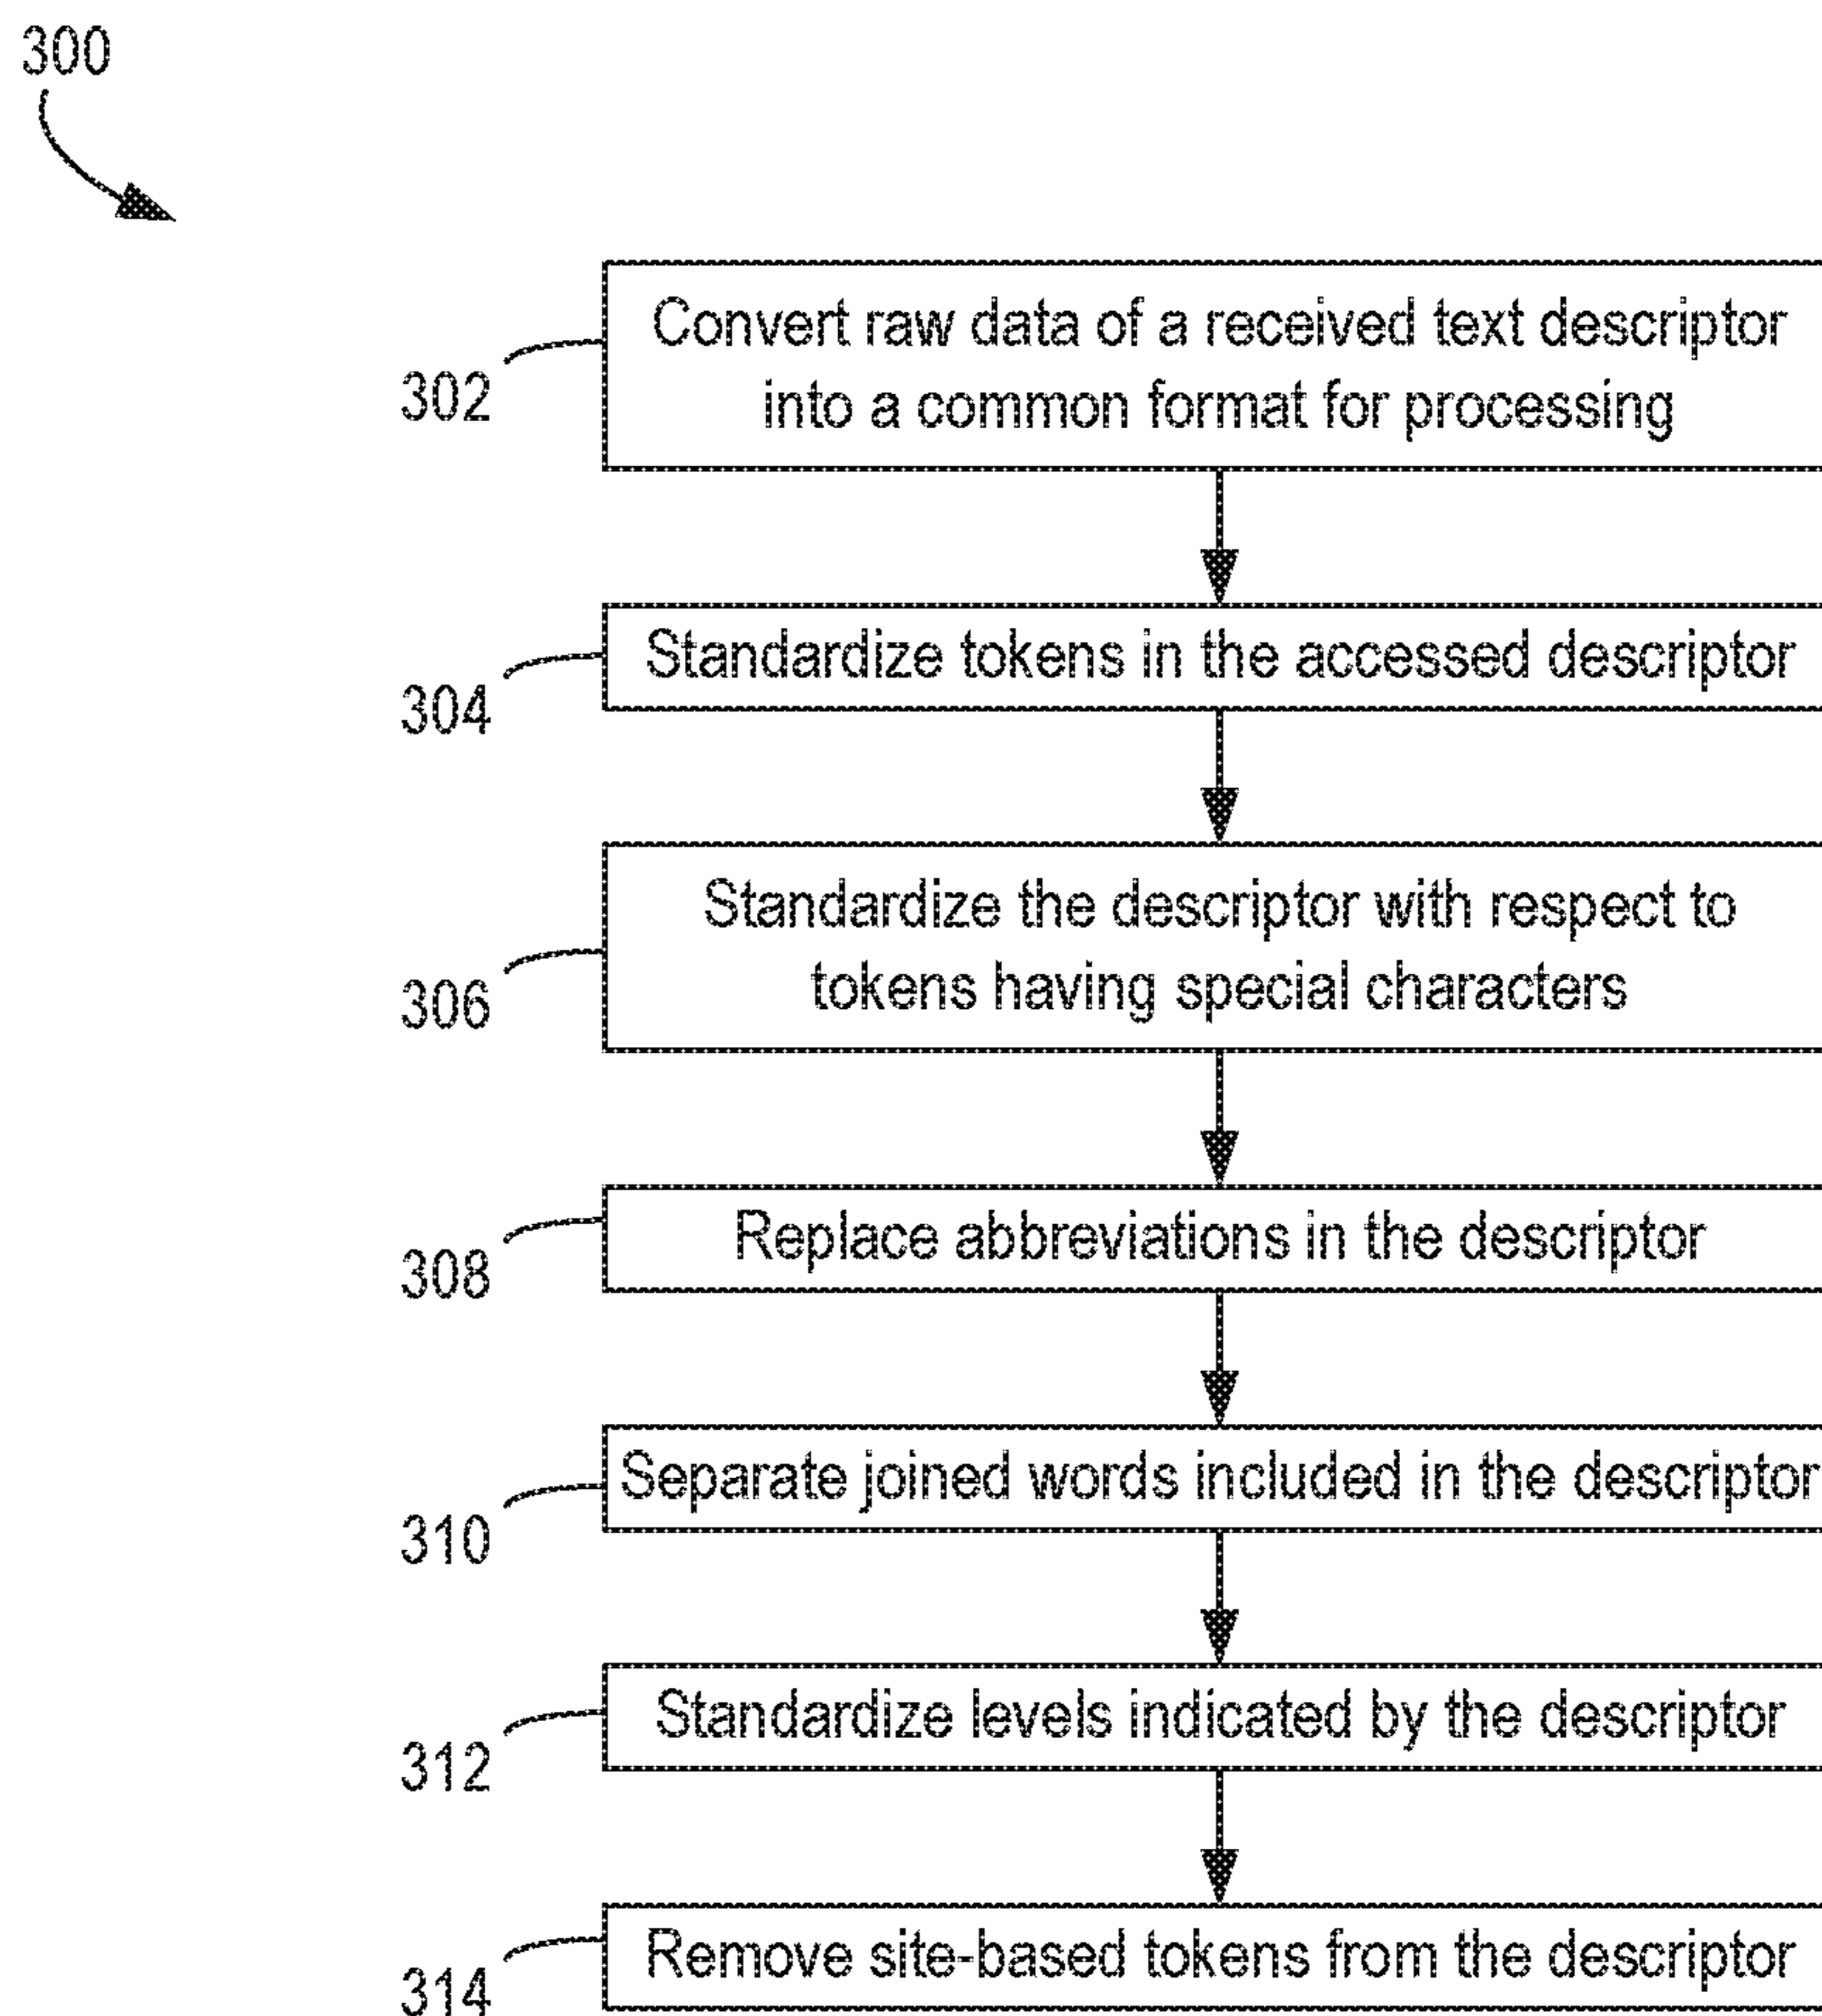 300
Convert raw data of a received text descriptor
into a common format for processing
302
Standardize tokens in the accessed descriptor
304
Standardize the descriptor with respect to
tokens having special characters
306
Replace abbreviations in the descriptor
308
Separate joined words included in the descriptor
310
Standardize levels indicated by the descriptor
312
Remove site-based tokens from the descriptor
314